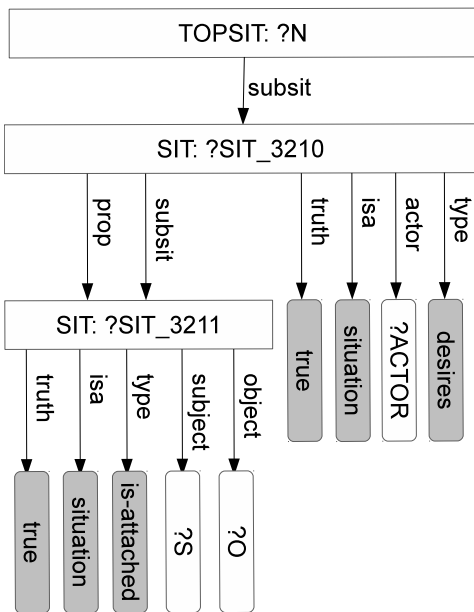 TOPSIT: ?N
subsit
SIT: ?SIT_3210
prop
subsit
truth
isa
actor
type
SIT: ?SIT_3211
true
situation
?ACTOR
desires
truth
isa
type
subject
object
true
situation
is-attached
?S
?O